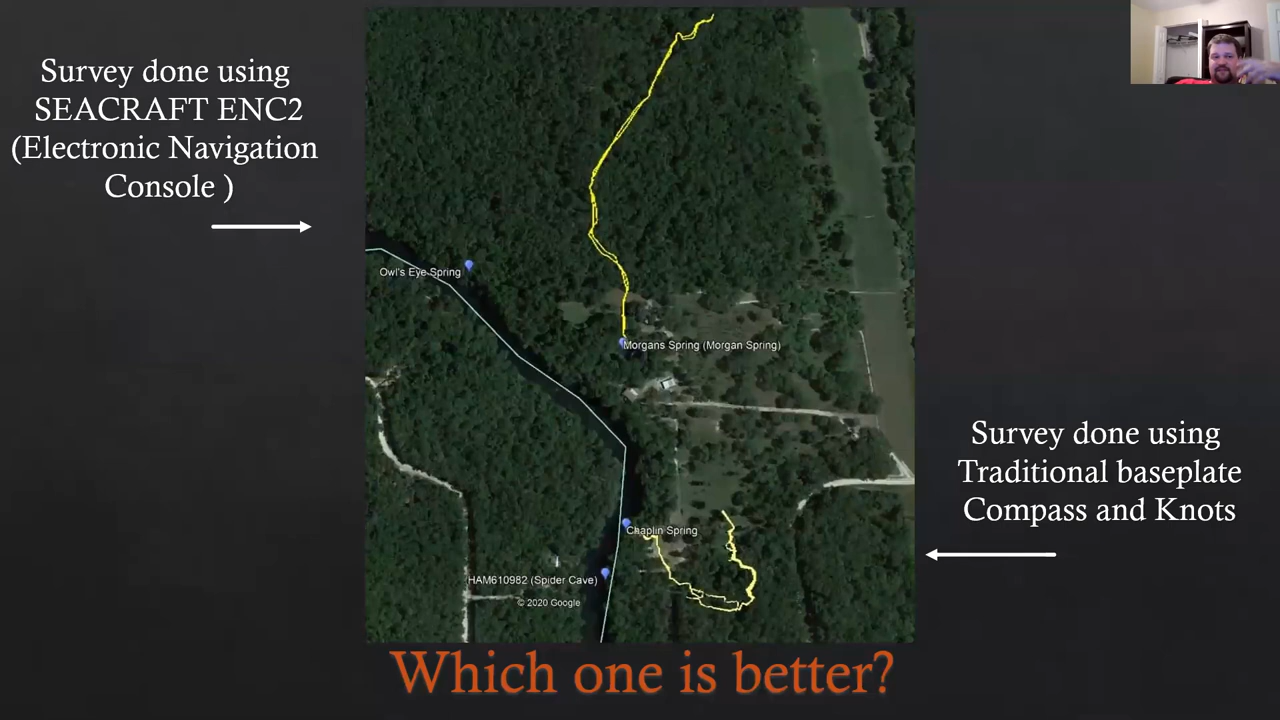 Survey done using
SEACRAFT ENC2
(Electronic Navigation
Console )
Owl's Eye Spring
Morgans Spring (Morgan Spring)
Survey done using
Traditional baseplate
Compass and Knots
Chaplin Spring
HAM610982 (Spider Cave)
© 2020 Google
Which one is better?